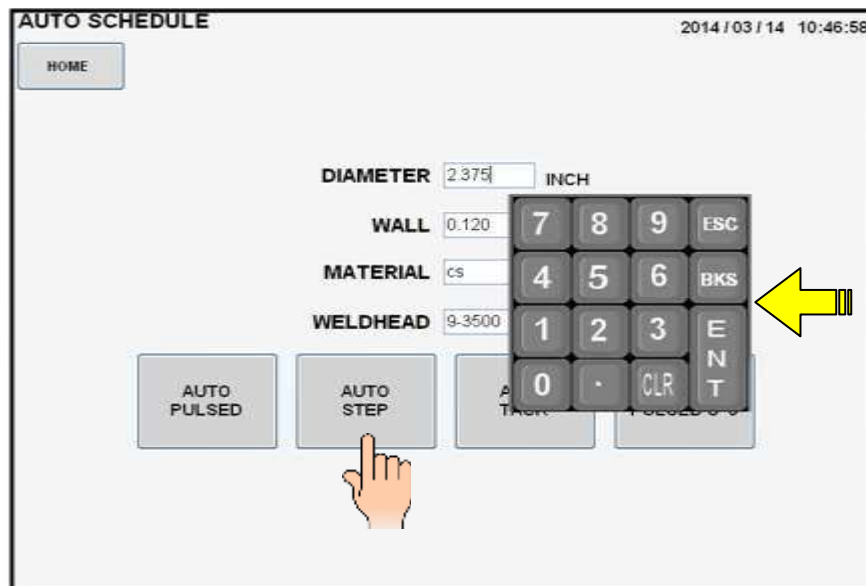 AUTO SCHEDULE
2014 / 03 / 14 10:46:58
HOME
DIAMETER 2.375 INCH
WALL 0.120
MATERIAL cs
WELDHEAD 9-3500
7 8 9 ESC
4 5 6 BKS
1 2 3 ENT
0 . CLR
AUTO
PULSED
AUTO
STEP